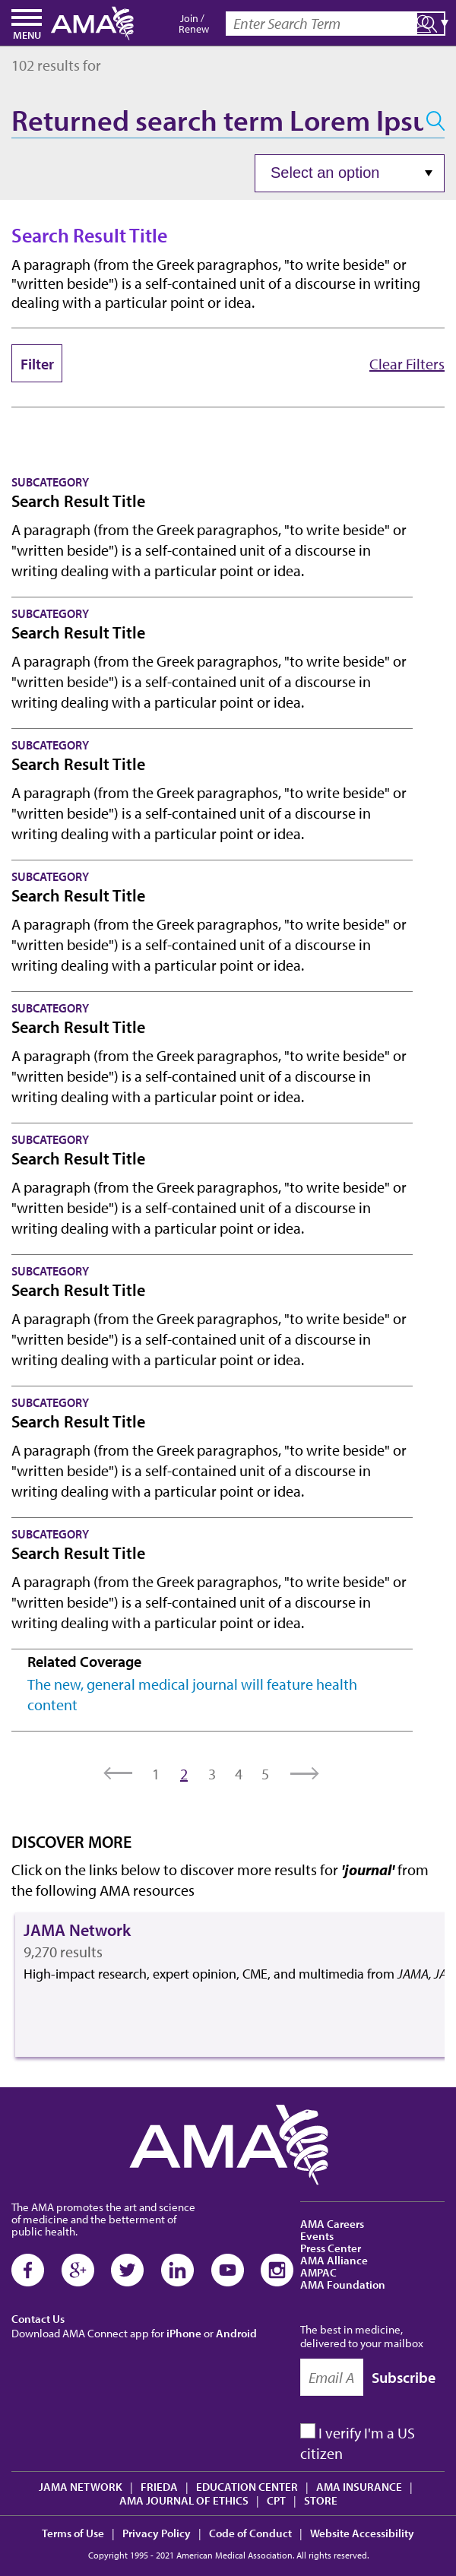 MENU
AMA
Join /
Renew
Enter Search Term
102 results for
Returned search term Lorem Ipsu
Select an option
Search Result Title
A paragraph (from the Greek paragraphos, "to write beside" or
"written beside") is a self-contained unit of a discourse in writing
dealing with a particular point or idea.
Filter
Clear Filters
SUBCATEGORY
Search Result Title
A paragraph (from the Greek paragraphos, "to write beside" or
"written beside") is a self-contained unit of a discourse in
writing dealing with a particular point or idea.
SUBCATEGORY
Search Result Title
A paragraph (from the Greek paragraphos, "to write beside" or
"written beside") is a self-contained unit of a discourse in
writing dealing with a particular point or idea.
SUBCATEGORY
Search Result Title
A paragraph (from the Greek paragraphos, "to write beside" or
"written beside") is a self-contained unit of a discourse in
writing dealing with a particular point or idea.
SUBCATEGORY
Search Result Title
A paragraph (from the Greek paragraphos, "to write beside" or
"written beside") is a self-contained unit of a discourse in
writing dealing with a particular point or idea.
SUBCATEGORY
Search Result Title
A paragraph (from the Greek paragraphos, "to write beside" or
"written beside") is a self-contained unit of a discourse in
writing dealing with a particular point or idea.
SUBCATEGORY
Search Result Title
A paragraph (from the Greek paragraphos, "to write beside" or
"written beside") is a self-contained unit of a discourse in
writing dealing with a particular point or idea.
SUBCATEGORY
Search Result Title
A paragraph (from the Greek paragraphos, "to write beside" or
"written beside") is a self-contained unit of a discourse in
writing dealing with a particular point or idea.
SUBCATEGORY
Search Result Title
A paragraph (from the Greek paragraphos, "to write beside" or
"written beside") is a self-contained unit of a discourse in
writing dealing with a particular point or idea.
SUBCATEGORY
Search Result Title
A paragraph (from the Greek paragraphos, "to write beside" or
"written beside") is a self-contained unit of a discourse in
writing dealing with a particular point or idea.
Related Coverage
The new, general medical journal will feature health
content
1 2 3 4 5
DISCOVER MORE
Click on the links below to discover more results for 'journal' from
the following AMA resources
JAMA Network
9,270 results
High-impact research, expert opinion, CME, and multimedia from JAMA, JA
AMA
The AMA promotes the art and science
of medicine and the betterment of
public health.
Contact Us
Download AMA Connect app for iPhone or Android
AMA Careers
Events
Press Center
AMA Alliance
AMPAC
AMA Foundation
The best in medicine,
delivered to your mailbox
Email A
Subscribe
I verify I'm a US
citizen
JAMA NETWORK | FRIEDA | EDUCATION CENTER | AMA INSURANCE |
AMA JOURNAL OF ETHICS | CPT | STORE
Terms of Use | Privacy Policy | Code of Conduct | Website Accessibility
Copyright 1995 - 2021 American Medical Association. All rights reserved.